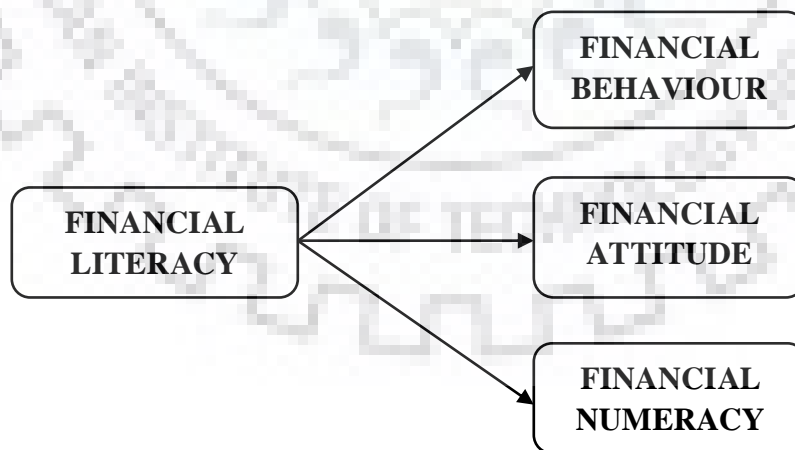 FINANCIAL
BEHAVIOUR
FINANCIAL
LITERACY
FINANCIAL
ATTITUDE
FINANCIAL
NUMERACY